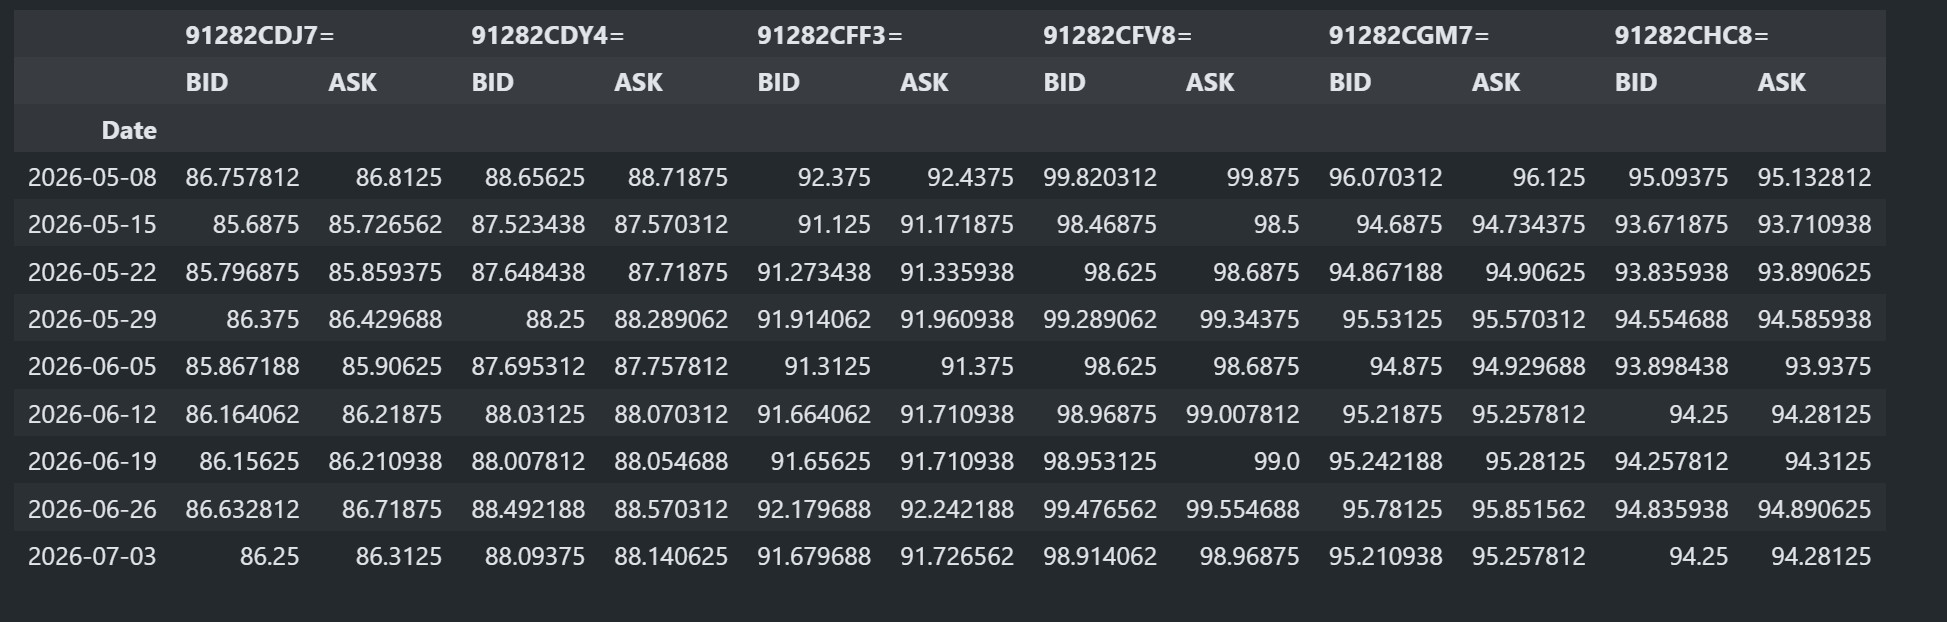 91282CDJ7= 91282CDY4= 91282CFF3= 91282CFV8= 91282CGM7= 91282CHC8=
BID ASK BID ASK BID ASK BID ASK BID ASK BID ASK
Date
2026-05-08 86.757812 86.8125 88.65625 88.71875 92.375 92.4375 99.820312 99.875 96.070312 96.125 95.09375 95.132812
2026-05-15 85.6875 85.726562 87.523438 87.570312 91.125 91.171875 98.46875 98.5 94.6875 94.734375 93.671875 93.710938
2026-05-22 85.796875 85.859375 87.648438 87.71875 91.273438 91.335938 98.625 98.6875 94.867188 94.90625 93.835938 93.890625
2026-05-29 86.375 86.429688 88.25 88.289062 91.914062 91.960938 99.289062 99.34375 95.53125 95.570312 94.554688 94.585938
2026-06-05 85.867188 85.90625 87.695312 87.757812 91.3125 91.375 98.625 98.6875 94.875 94.929688 93.898438 93.9375
2026-06-12 86.164062 86.21875 88.03125 88.070312 91.664062 91.710938 98.96875 99.007812 95.21875 95.257812 94.25 94.28125
2026-06-19 86.15625 86.210938 88.007812 88.054688 91.65625 91.710938 98.953125 99.0 95.242188 95.28125 94.257812 94.3125
2026-06-26 86.632812 86.71875 88.492188 88.570312 92.179688 92.242188 99.476562 99.554688 95.78125 95.851562 94.835938 94.890625
2026-07-03 86.25 86.3125 88.09375 88.140625 91.679688 91.726562 98.914062 98.96875 95.210938 95.257812 94.25 94.28125